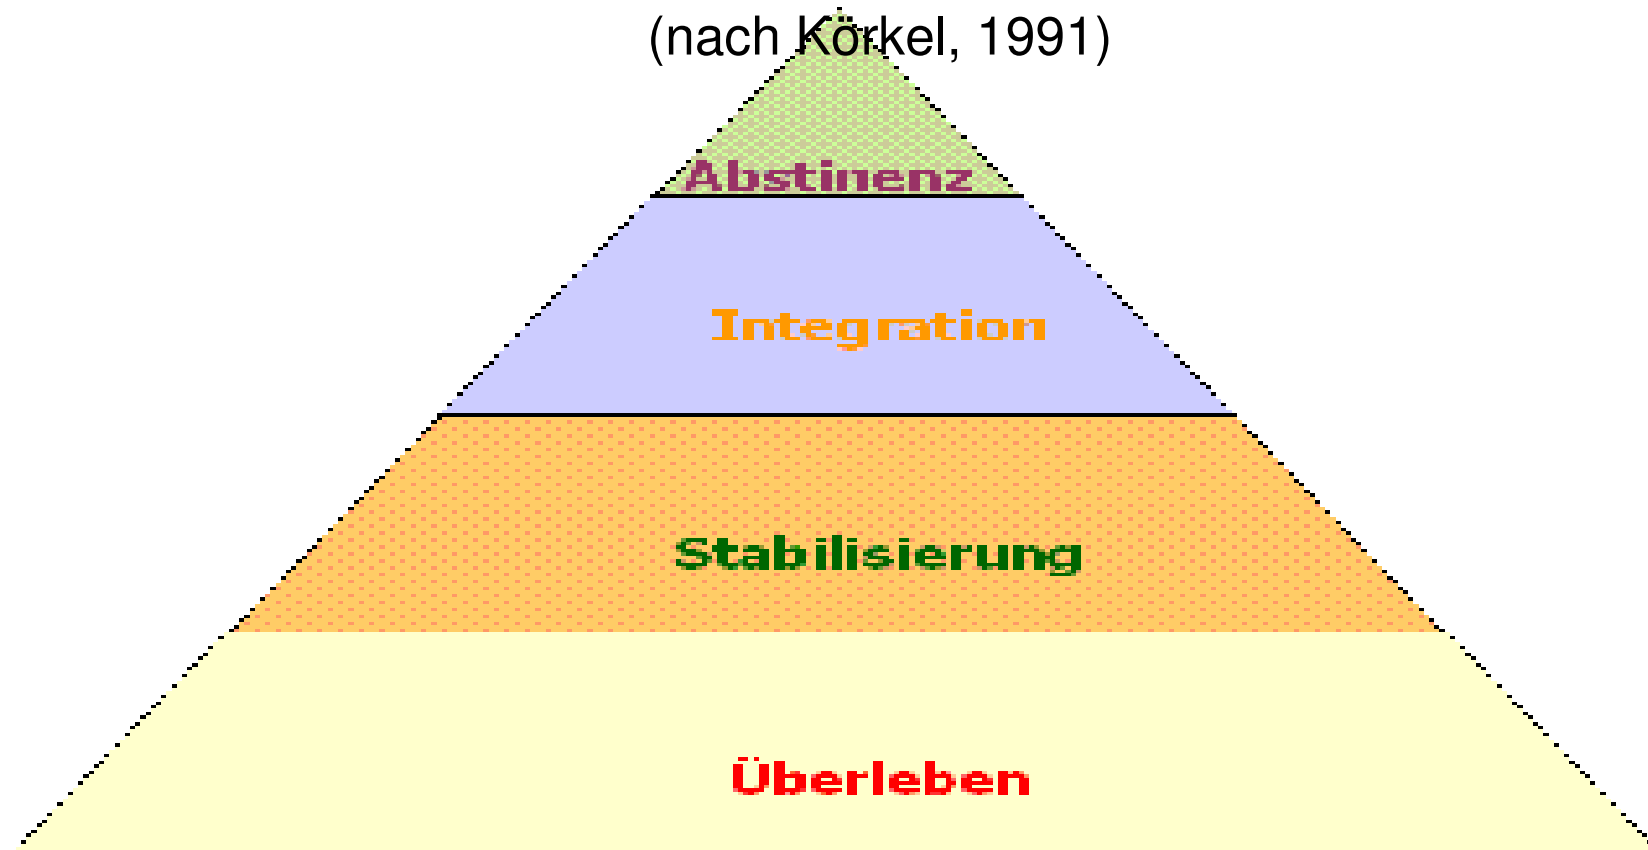 (nach Körkel, 1991)
Abstinenz
Integration
Stabilisierung
Überleben